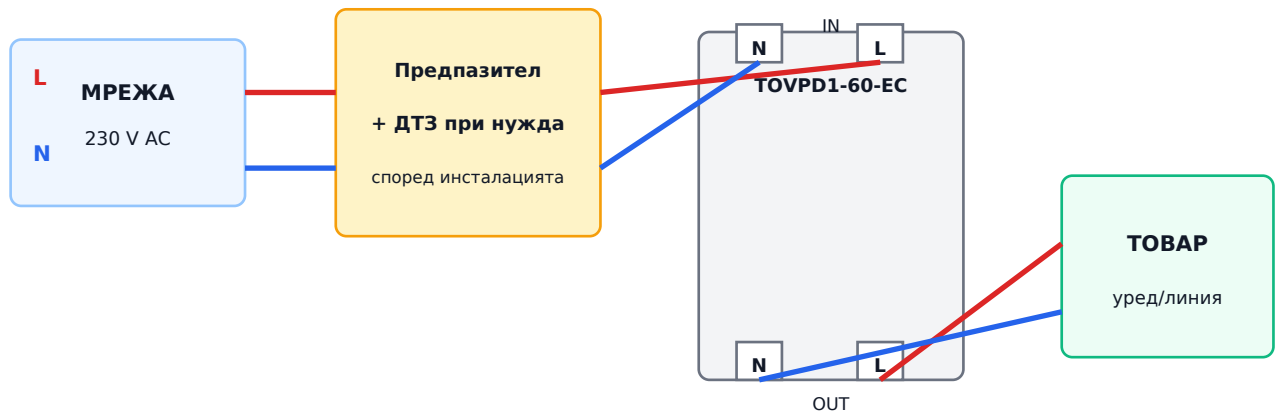 L
МРЕЖА
230 V AC
N
Предпазител
+ ДТЗ при нужда
според инсталацията
IN
N
L
TOVPD1-60-EC
N
L
OUT
ТОВАР
уред/линия